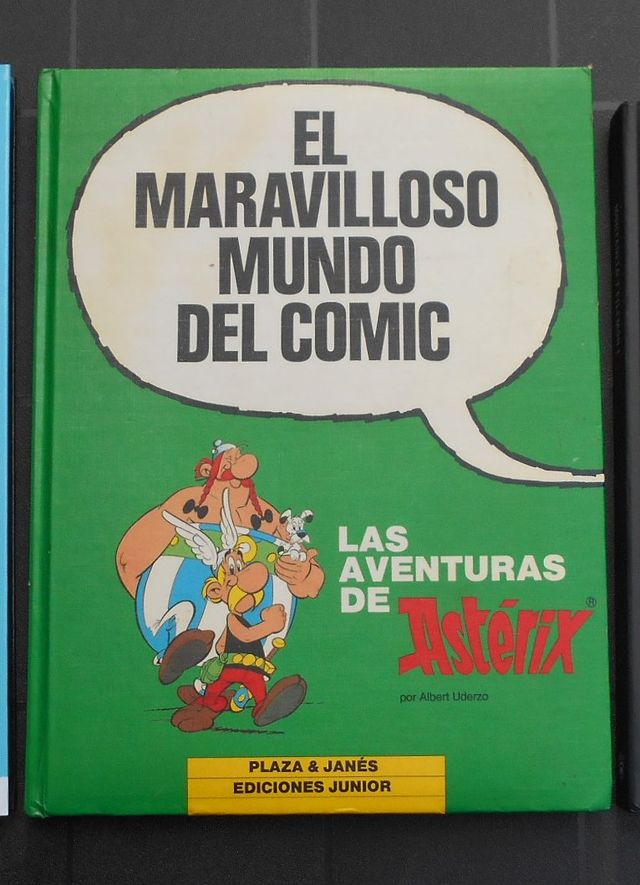 EL
MARAVILLOSO
MUNDO
DEL COMIC
LAS
AVENTURAS
DE Astérix®
por Albert Uderzo
PLAZA & JANÉS
EDICIONES JUNIOR